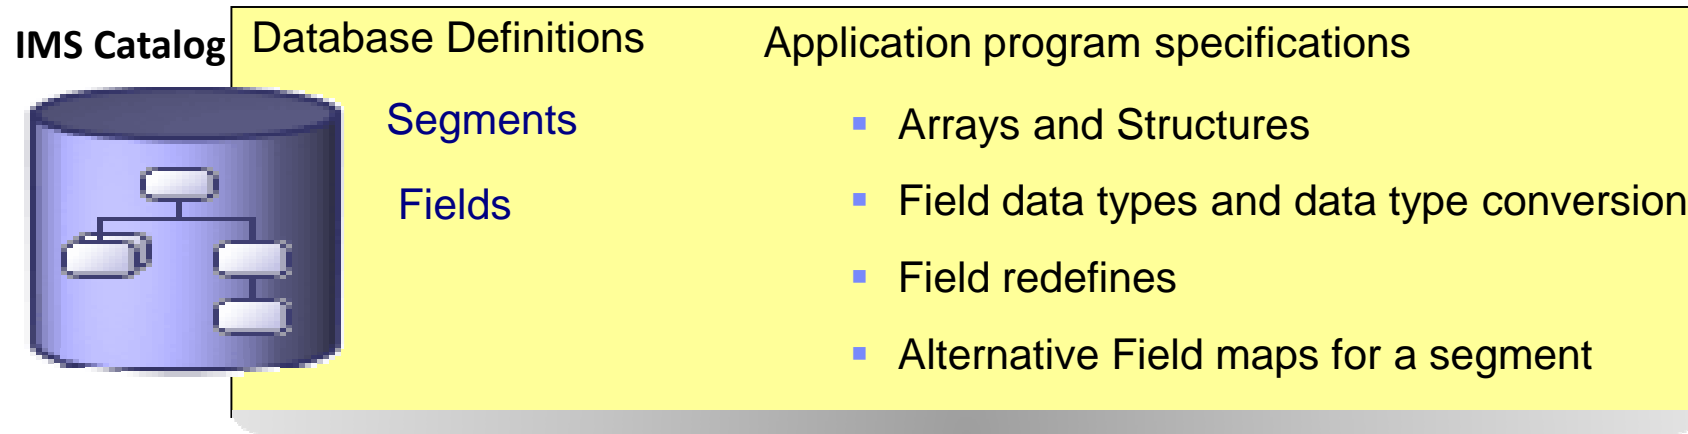 IMS Catalog
Database Definitions
Segments
Fields
Application program specifications
Arrays and Structures
Field data types and data type conversion
Field redefines
Alternative Field maps for a segment